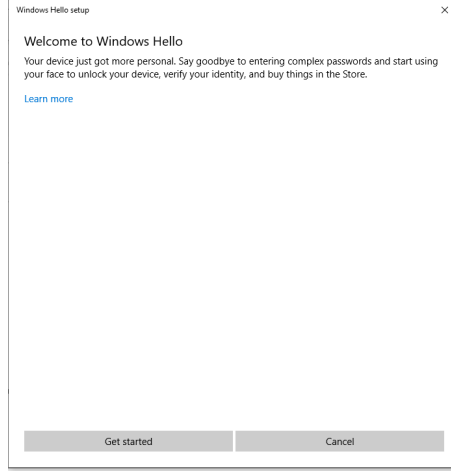 Windows Hello setup
Welcome to Windows Hello
Your device just got more personal. Say goodbye to entering complex passwords and start using
your face to unlock your device, verify your identity, and buy things in the Store.
Learn more
Get started
Cancel